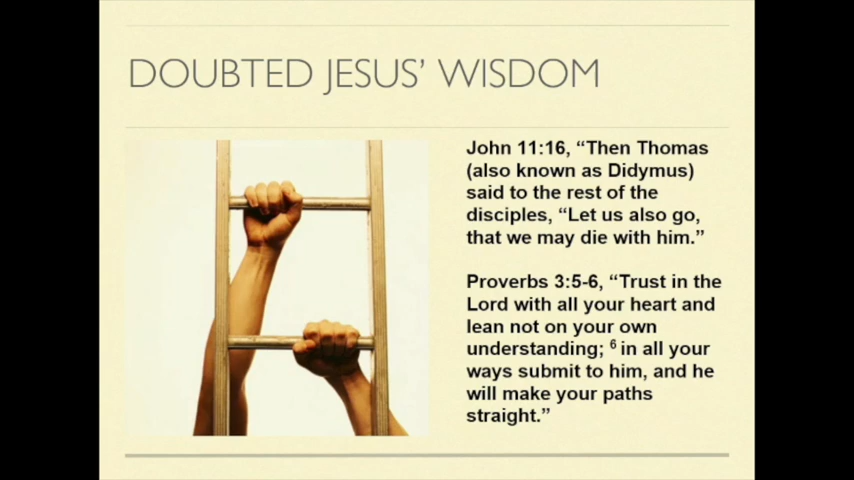 DOUBTED JESUS’ WISDOM
John 11:16, “Then Thomas
(also known as Didymus)
said to the rest of the
disciples, “Let us also go,
that we may die with him.”
Proverbs 3:5-6, “Trust in the
Lord with all your heart and
lean not on your own
understanding; ⁶ in all your
ways submit to him, and he
will make your paths
straight.”